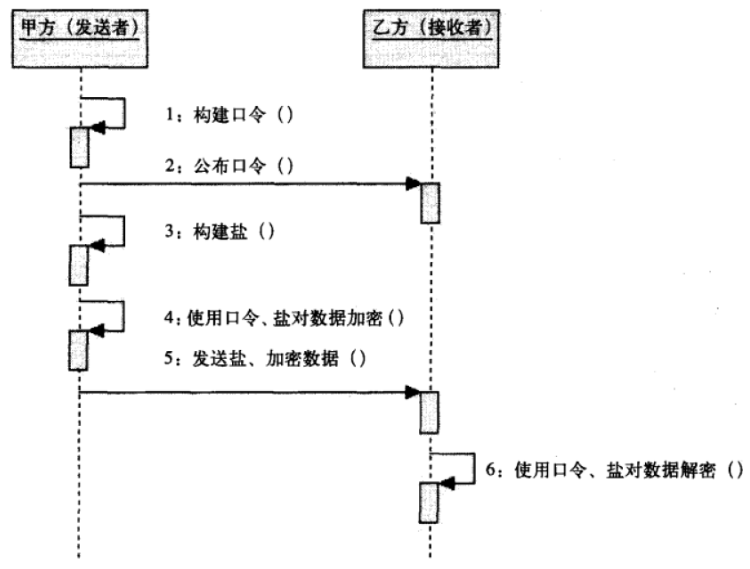 甲方（发送者）
乙方（接收者）
1：构建口令（）
2：公布口令（）
3：构建盐（）
4：使用口令、盐对数据加密（）
5：发送盐、加密数据（）
6：使用口令、盐对数据解密（）